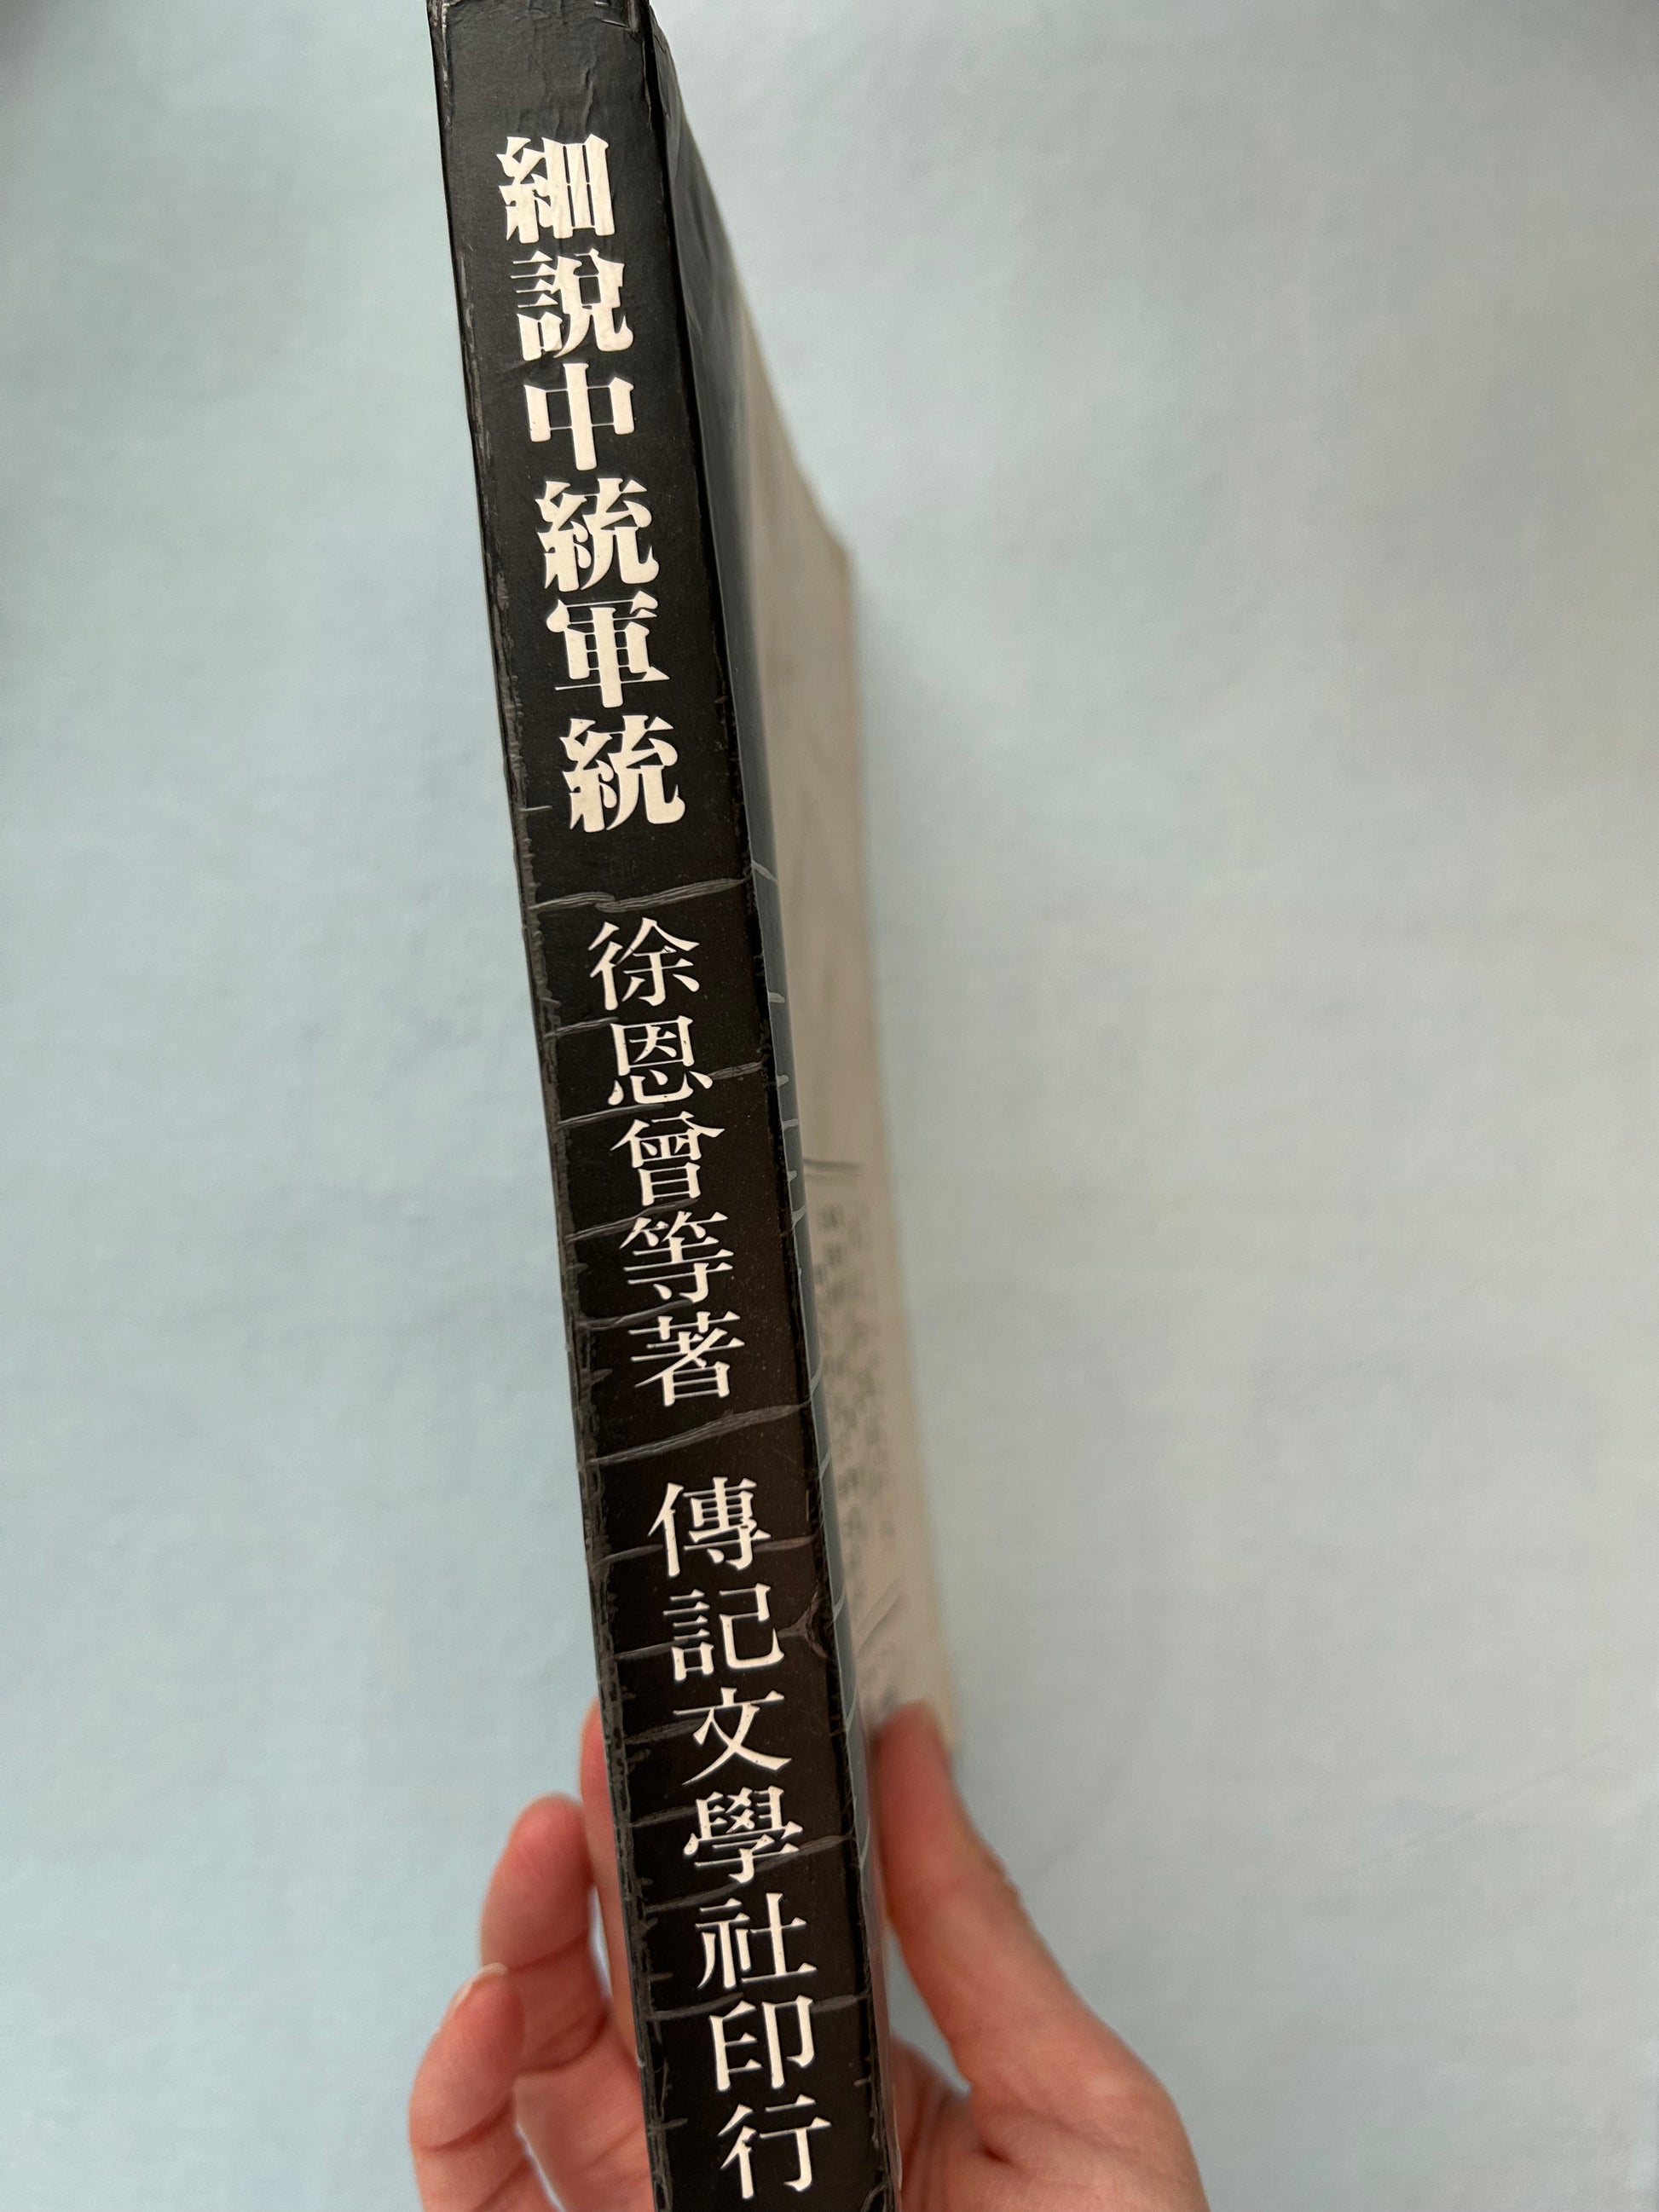 細說中統軍統
徐恩曾等著
傳記文學社印行